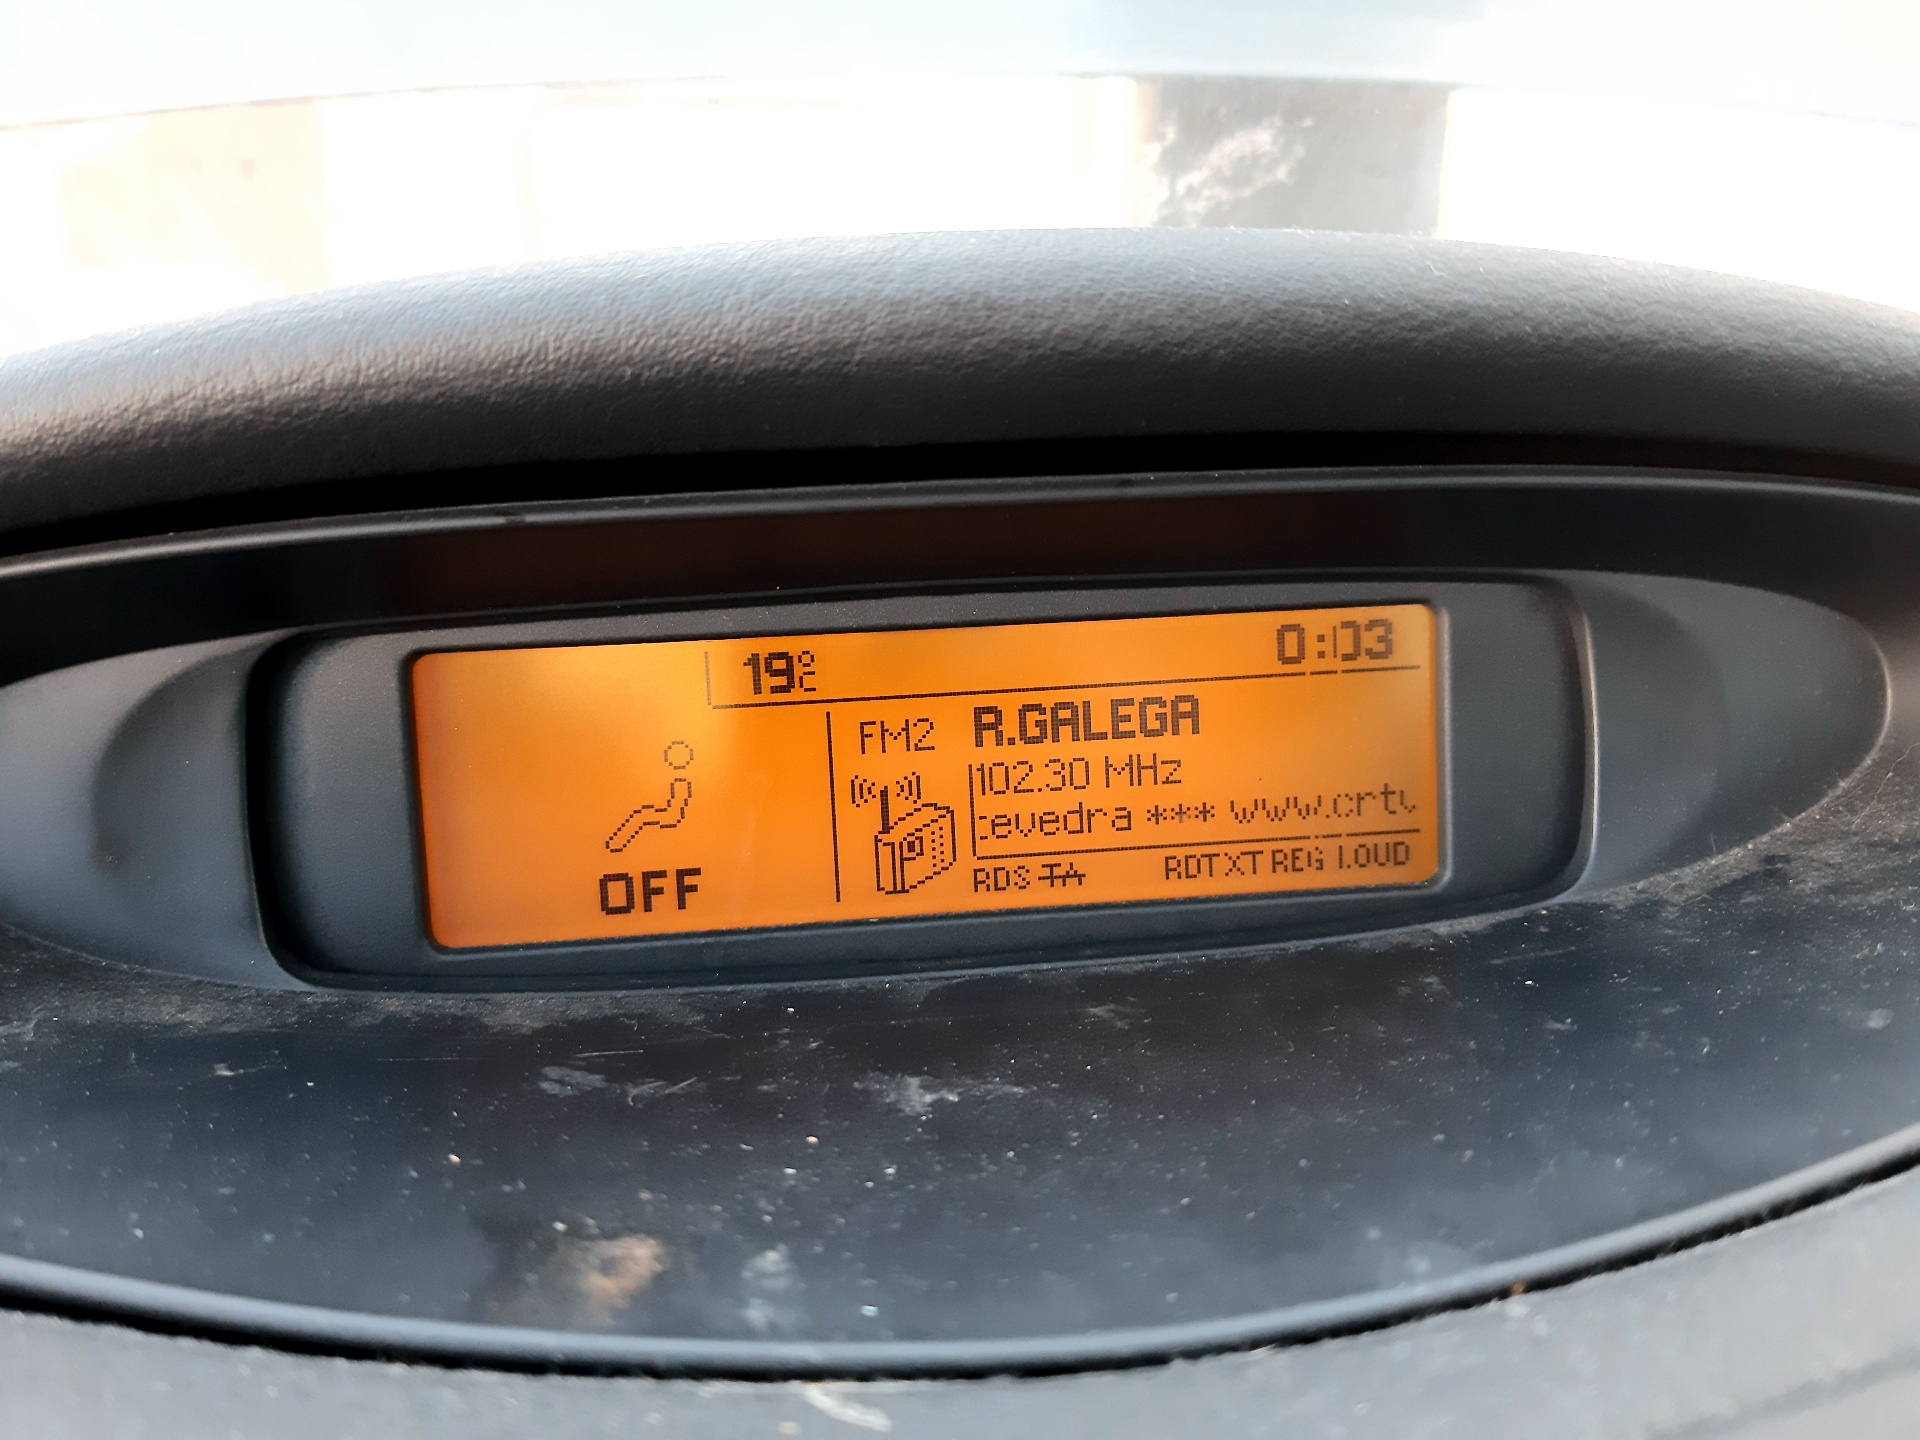 19°C 0:03
FM2 R.GALEGA
102.30 MHz
evedra *** www.crtv
OFF RDS TA RDTXT REG LOUD